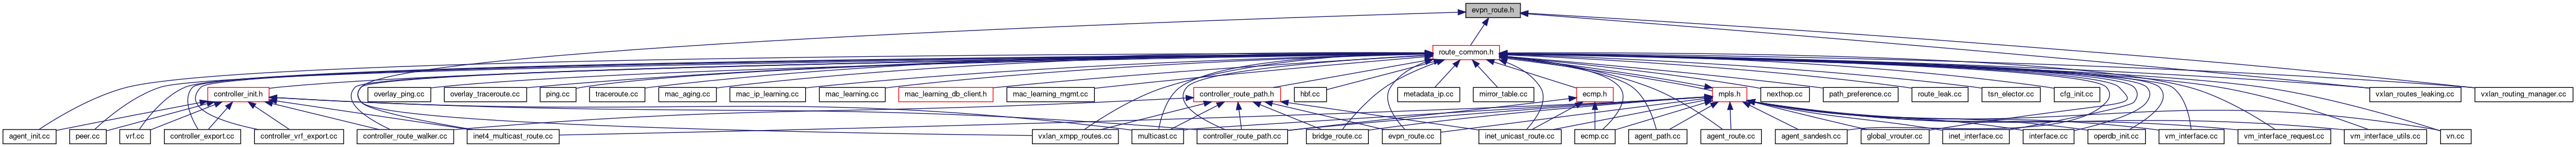 evpn_route.h
route_common.h
controller_init.h
overlay_ping.cc
overlay_traceroute.cc
ping.cc
traceroute.cc
mac_aging.cc
mac_ip_learning.cc
mac_learning.cc
mac_learning_db_client.h
mac_learning_mgmt.cc
controller_route_path.h
hbf.cc
metadata_ip.cc
mirror_table.cc
ecmp.h
mpls.h
nexthop.cc
path_preference.cc
route_leak.cc
tsn_elector.cc
cfg_init.cc
vxlan_routes_leaking.cc
vxlan_routing_manager.cc
agent_init.cc
peer.cc
vrf.cc
controller_export.cc
controller_vrf_export.cc
controller_route_walker.cc
inet4_multicast_route.cc
vxlan_xmpp_routes.cc
multicast.cc
controller_route_path.cc
bridge_route.cc
evpn_route.cc
inet_unicast_route.cc
ecmp.cc
agent_path.cc
agent_route.cc
agent_sandesh.cc
global_vrouter.cc
inet_interface.cc
interface.cc
operdb_init.cc
vm_interface.cc
vm_interface_request.cc
vm_interface_utils.cc
vn.cc